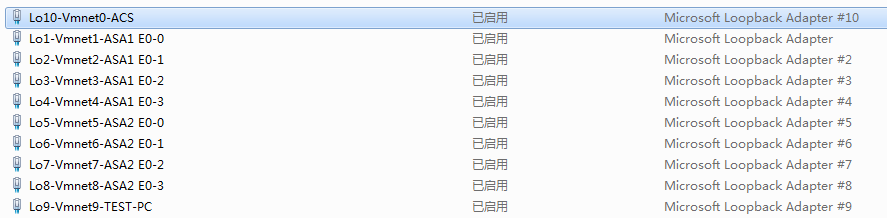 Lo10-Vmnet0-ACS 已启用 Microsoft Loopback Adapter #10
Lo1-Vmnet1-ASA1 E0-0 已启用 Microsoft Loopback Adapter
Lo2-Vmnet2-ASA1 E0-1 已启用 Microsoft Loopback Adapter #2
Lo3-Vmnet3-ASA1 E0-2 已启用 Microsoft Loopback Adapter #3
Lo4-Vmnet4-ASA1 E0-3 已启用 Microsoft Loopback Adapter #4
Lo5-Vmnet5-ASA2 E0-0 已启用 Microsoft Loopback Adapter #5
Lo6-Vmnet6-ASA2 E0-1 已启用 Microsoft Loopback Adapter #6
Lo7-Vmnet7-ASA2 E0-2 已启用 Microsoft Loopback Adapter #7
Lo8-Vmnet8-ASA2 E0-3 已启用 Microsoft Loopback Adapter #8
Lo9-Vmnet9-TEST-PC 已启用 Microsoft Loopback Adapter #9